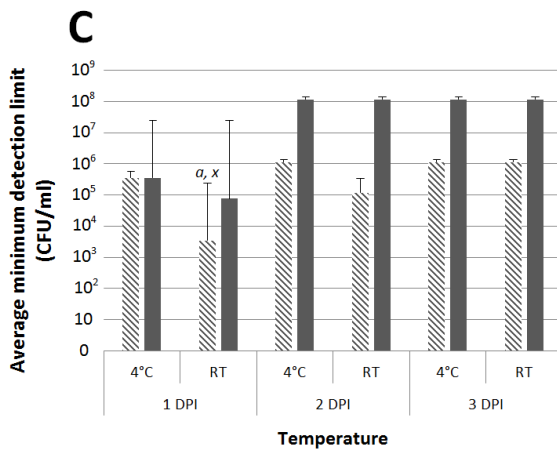 C
Average minimum detection limit
(CFU/ml)
10⁹
10⁸
10⁷
10⁶
10⁵
10⁴
10³
10²
10
0
a, x
4°C RT 4°C RT 4°C RT
1 DPI 2 DPI 3 DPI
Temperature